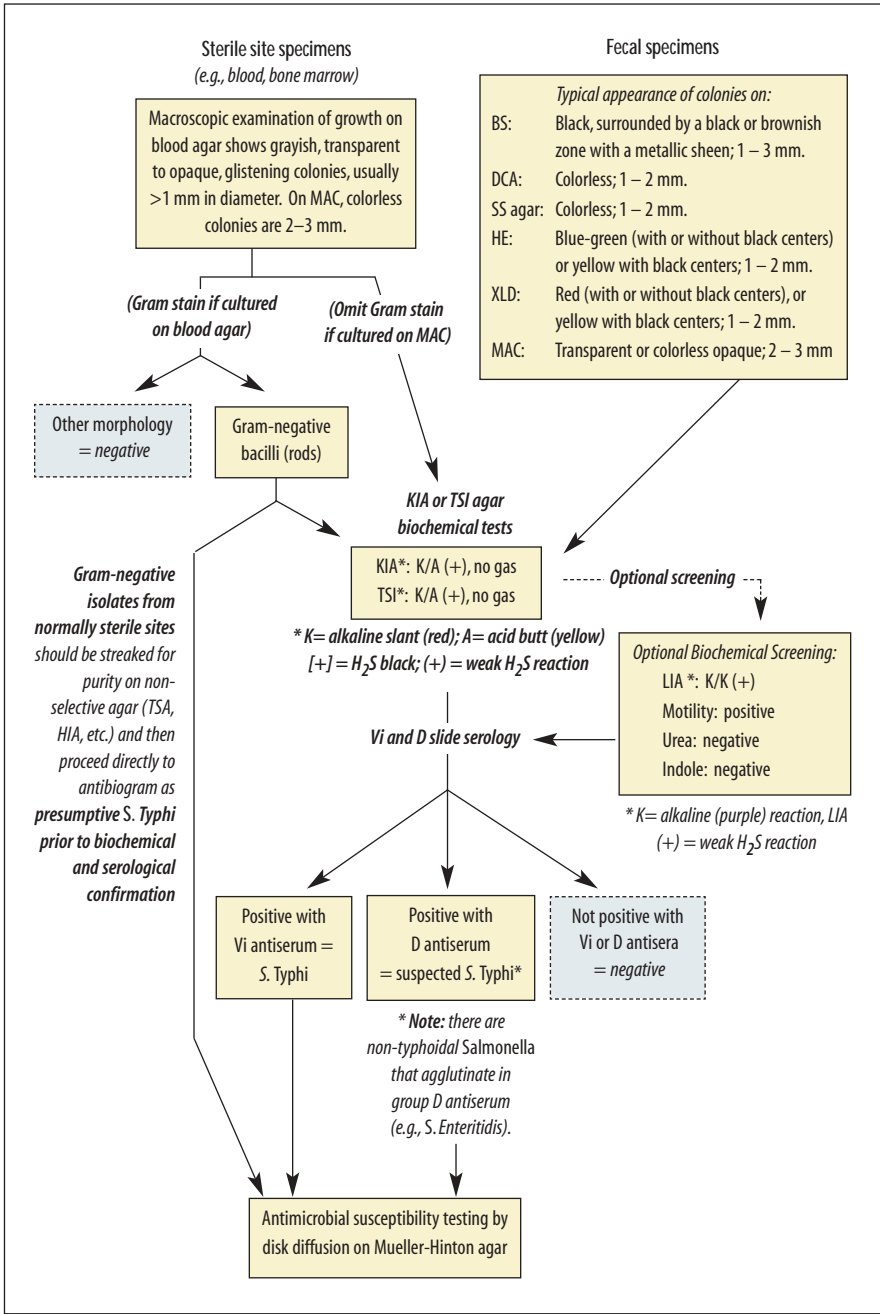 Sterile site specimens
(e.g., blood, bone marrow)
Macroscopic examination of growth on
blood agar shows grayish, transparent
to opaque, glistening colonies, usually
>1 mm in diameter. On MAC, colorless
colonies are 2–3 mm.
Fecal specimens
Typical appearance of colonies on:
BS: Black, surrounded by a black or brownish
zone with a metallic sheen; 1 – 3 mm.
DCA: Colorless; 1 – 2 mm.
SS agar: Colorless; 1 – 2 mm.
HE: Blue-green (with or without black centers)
or yellow with black centers; 1 – 2 mm.
XLD: Red (with or without black centers), or
yellow with black centers; 1 – 2 mm.
MAC: Transparent or colorless opaque; 2 – 3 mm
(Gram stain if cultured
on blood agar)
(Omit Gram stain
if cultured on MAC)
Other morphology
= negative
Gram-negative
bacilli (rods)
KIA or TSI agar
biochemical tests
KIA*: K/A (+), no gas
TSI*: K/A (+), no gas
* K= alkaline slant (red); A= acid butt (yellow)
[+] = H2S black; (+) = weak H2S reaction
Optional screening
Optional Biochemical Screening:
LIA *: K/K (+)
Motility: positive
Urea: negative
Indole: negative
* K= alkaline (purple) reaction, LIA
(+) = weak H2S reaction
Gram-negative
isolates from
normally sterile sites
should be streaked for
purity on non-
selective agar (TSA,
HIA, etc.) and then
proceed directly to
antibiogram as
presumptive S. Typhi
prior to biochemical
and serological
confirmation
Vi and D slide serology
Positive with
Vi antiserum =
S. Typhi
Positive with
D antiserum
= suspected S. Typhi*
Not positive with
Vi or D antisera
= negative
* Note: there are
non-typhoidal Salmonella
that agglutinate in
group D antiserum
(e.g., S. Enteritidis).
Antimicrobial susceptibility testing by
disk diffusion on Mueller-Hinton agar